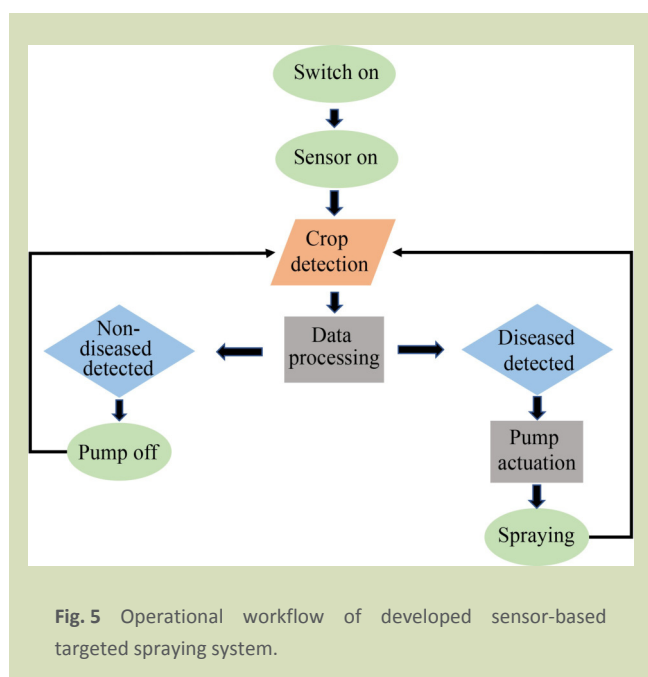 Switch on
Sensor on
Crop
detection
Data
processing
Non-
diseased
detected
Diseased
detected
Pump off
Pump
actuation
Spraying
Fig. 5 Operational workflow of developed sensor-based
targeted spraying system.